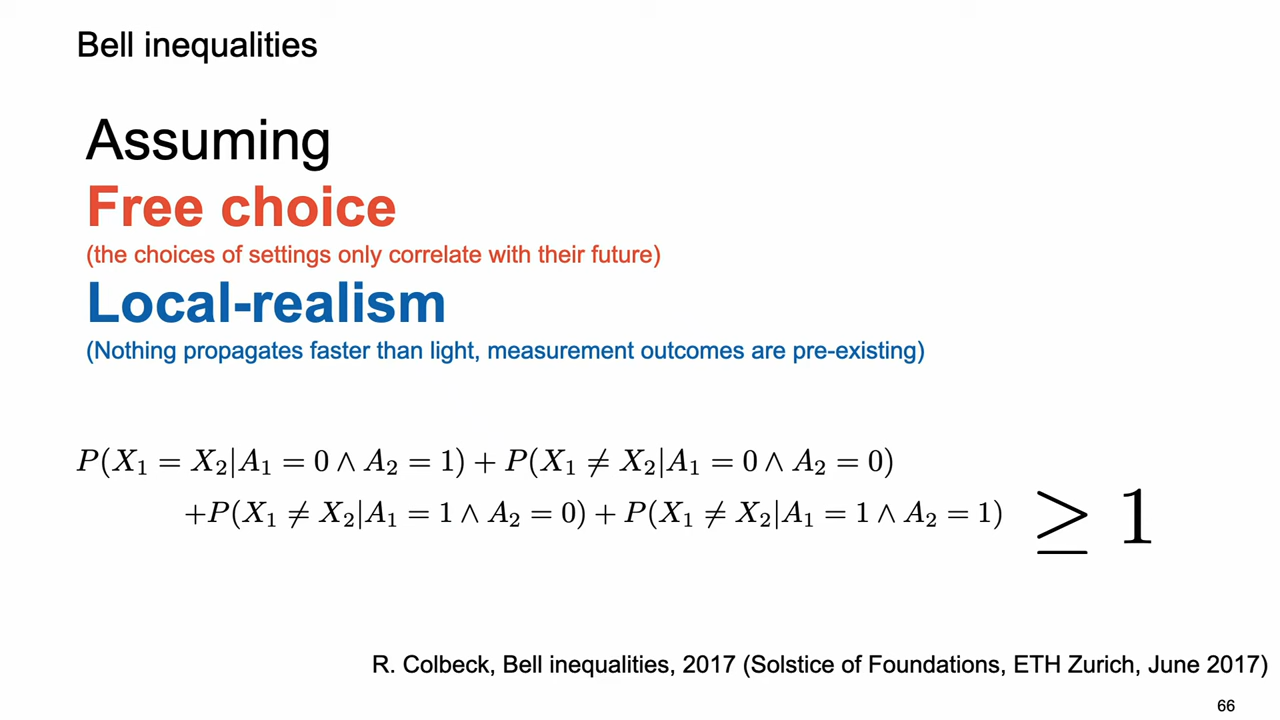 Bell inequalities
Assuming
Free choice
(the choices of settings only correlate with their future)
Local-realism
(Nothing propagates faster than light, measurement outcomes are pre-existing)
P(X₁ = X₂|A₁ = 0 ∧ A₂ = 1) + P(X₁ ≠ X₂|A₁ = 0 ∧ A₂ = 0)
+P(X₁ ≠ X₂|A₁ = 1 ∧ A₂ = 0) + P(X₁ ≠ X₂|A₁ = 1 ∧ A₂ = 1) ≥ 1
R. Colbeck, Bell inequalities, 2017 (Solstice of Foundations, ETH Zurich, June 2017)
66